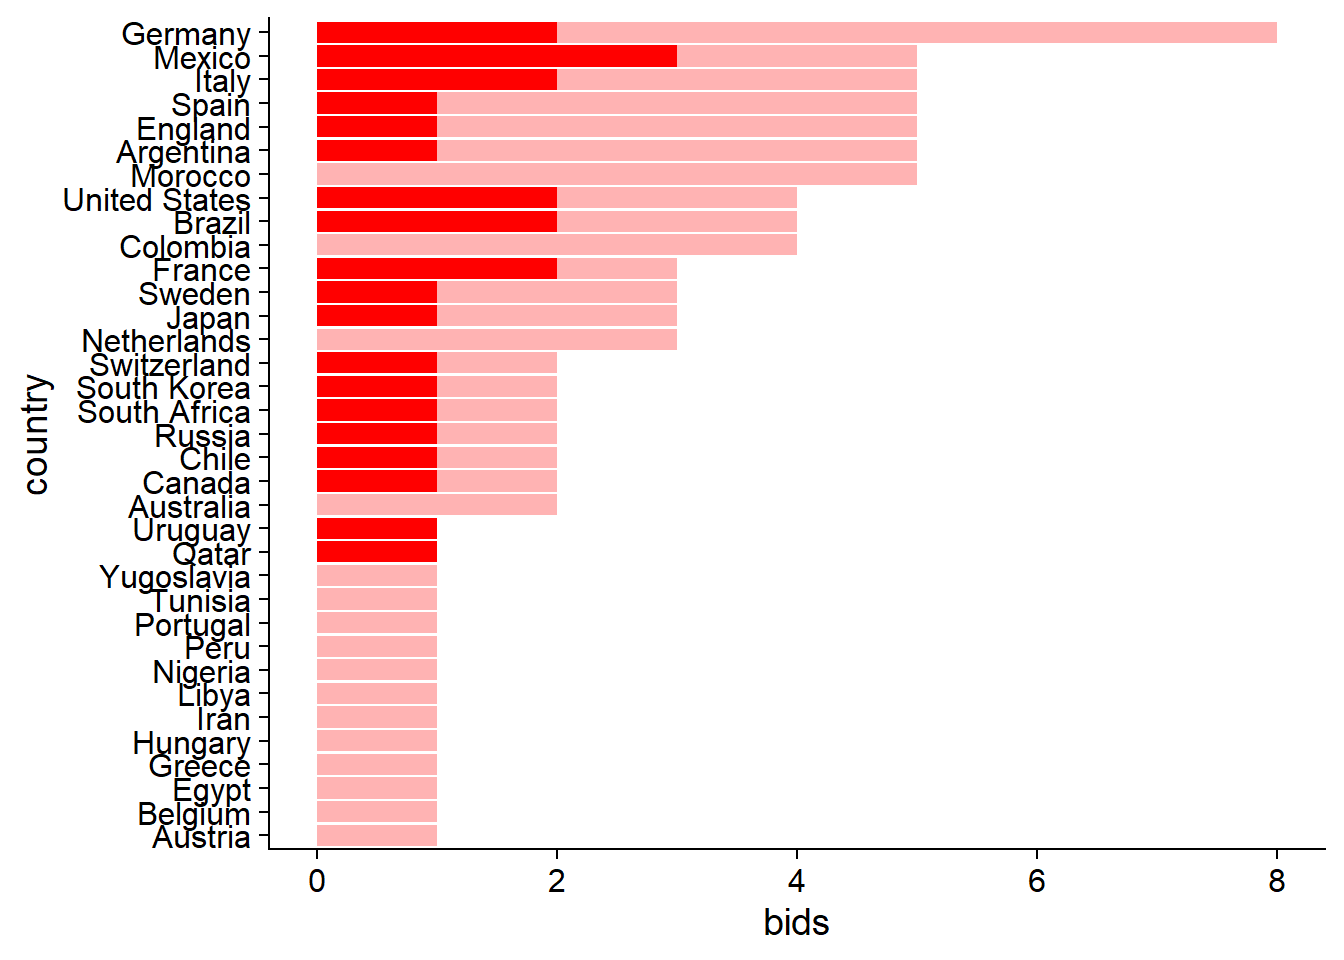 Germany
Mexico
Italy
Spain
England
Argentina
Morocco
United States
Brazil
Colombia
France
Sweden
Japan
Netherlands
Switzerland
South Korea
South Africa
Russia
Chile
Canada
Australia
Uruguay
Qatar
Yugoslavia
Tunisia
Portugal
Peru
Nigeria
Libya
Iran
Hungary
Greece
Egypt
Belgium
Austria
country
0 2 4 6 8
bids